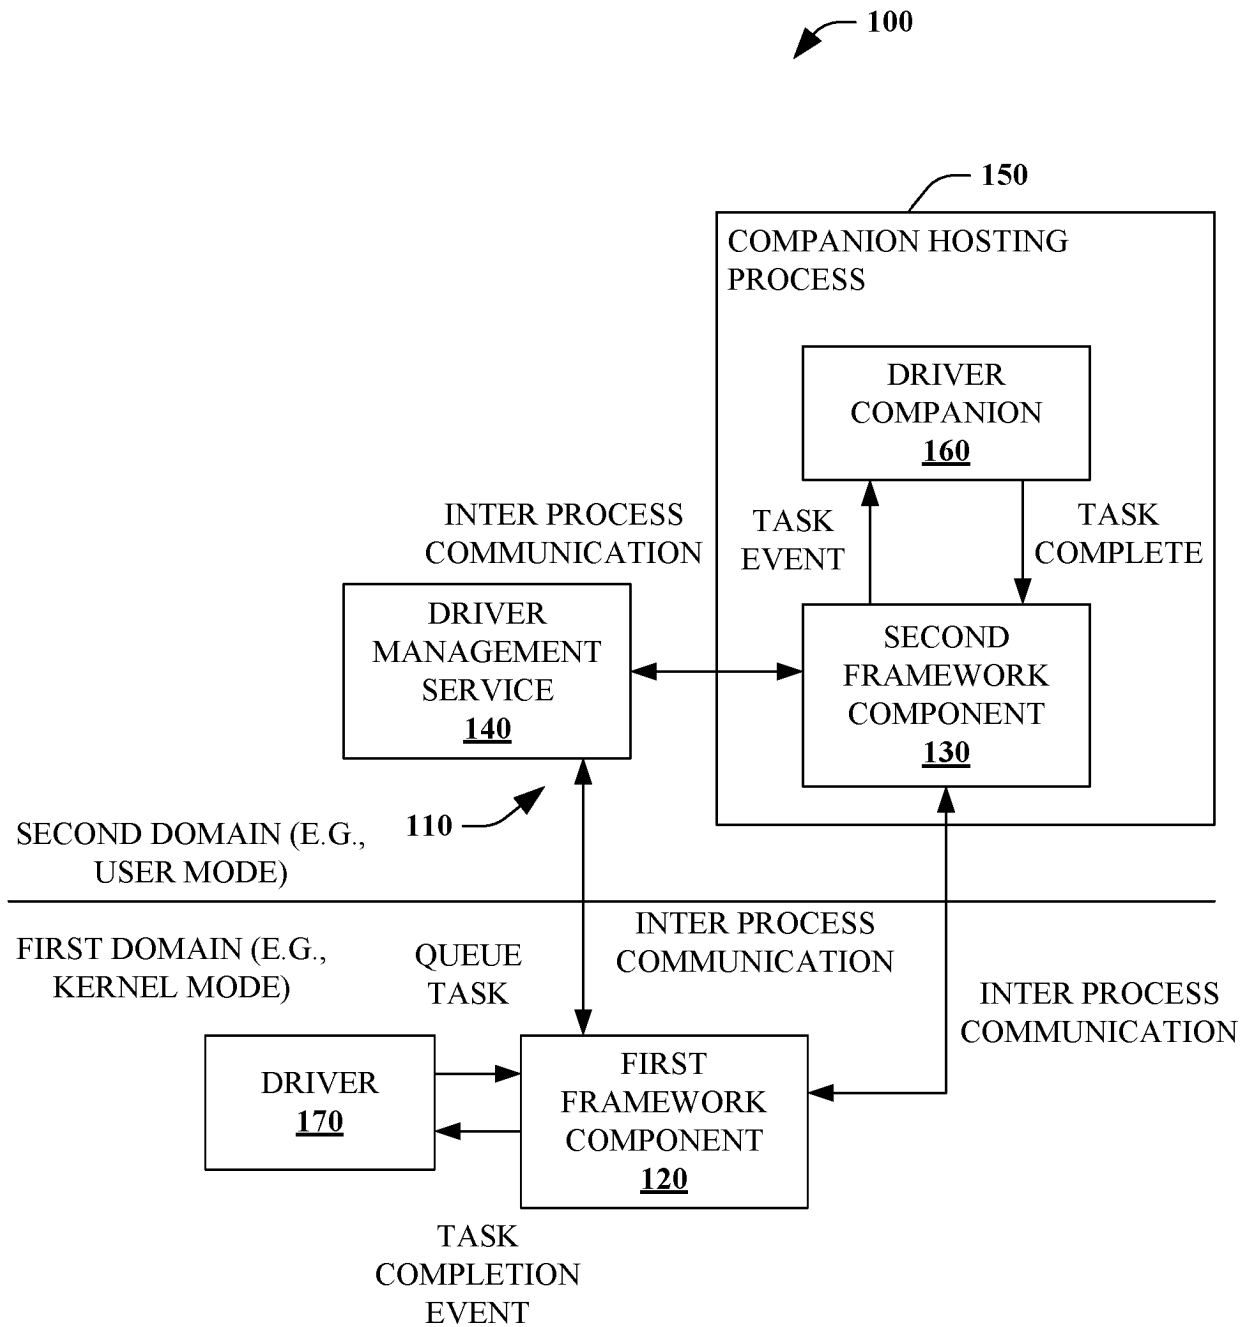 100
150
COMPANION HOSTING
PROCESS
DRIVER
COMPANION
160
INTER PROCESS
COMMUNICATION
TASK
EVENT
TASK
COMPLETE
DRIVER
MANAGEMENT
SERVICE
140
SECOND
FRAMEWORK
COMPONENT
130
110
SECOND DOMAIN (E.G.,
USER MODE)
FIRST DOMAIN (E.G.,
KERNEL MODE)
QUEUE
TASK
INTER PROCESS
COMMUNICATION
INTER PROCESS
COMMUNICATION
DRIVER
170
FIRST
FRAMEWORK
COMPONENT
120
TASK
COMPLETION
EVENT